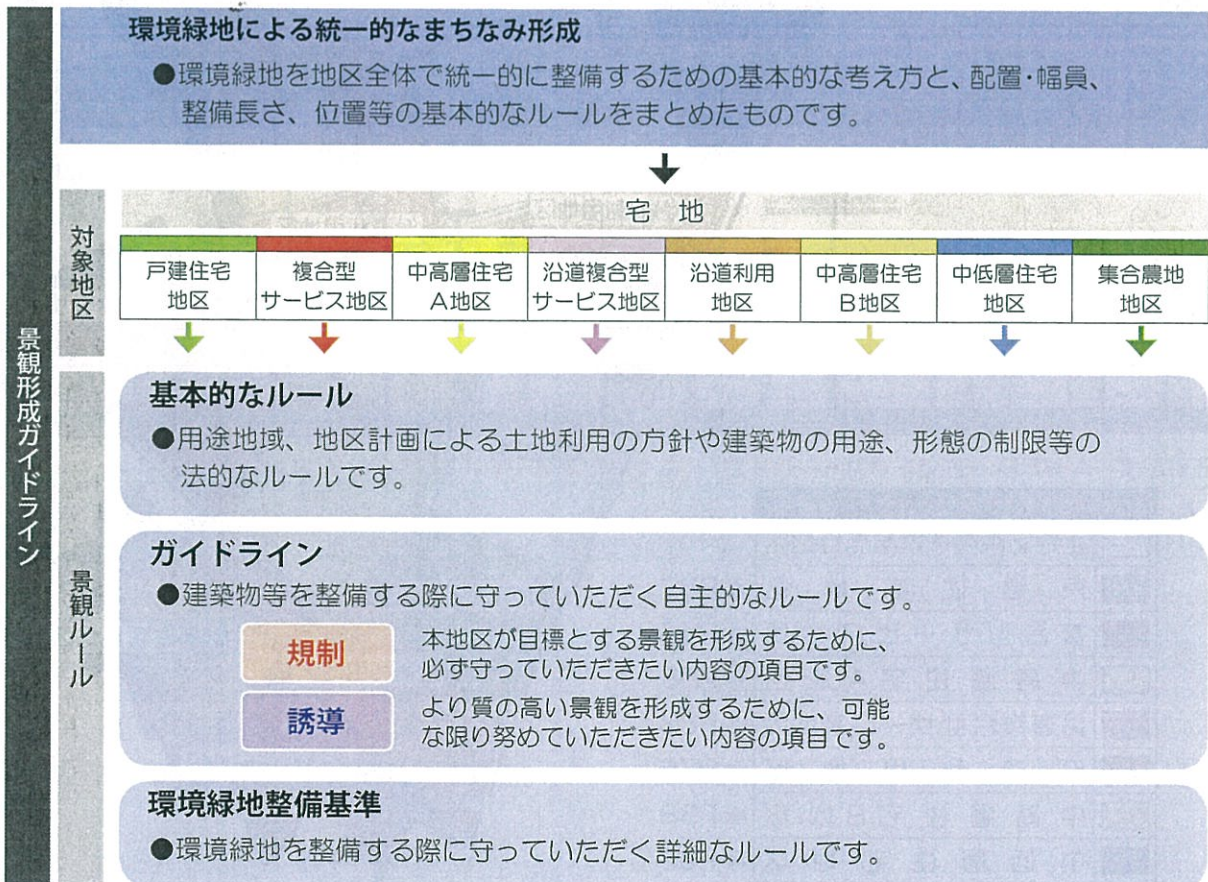 環境緑地による統一的なまちなみ形成
●環境緑地を地区全体で統一的に整備するための基本的な考え方と、配置・幅員、
整備長さ、位置等の基本的なルールをまとめたものです。
景観形成ガイドライン
対象地区
宅 地
戸建住宅
地区
複合型
サービス地区
中高層住宅
A地区
沿道複合型
サービス地区
沿道利用
地区
中高層住宅
B地区
中低層住宅
地区
集合農地
地区
景観ルール
基本的なルール
●用途地域、地区計画による土地利用の方針や建築物の用途、形態の制限等の
法的なルールです。
ガイドライン
●建築物等を整備する際に守っていただく自主的なルールです。
規制
本地区が目標とする景観を形成するために、
必ず守っていただきたい内容の項目です。
誘導
より質の高い景観を形成するために、可能
な限り努めていただきたい内容の項目です。
環境緑地整備基準
●環境緑地を整備する際に守っていただく詳細なルールです。